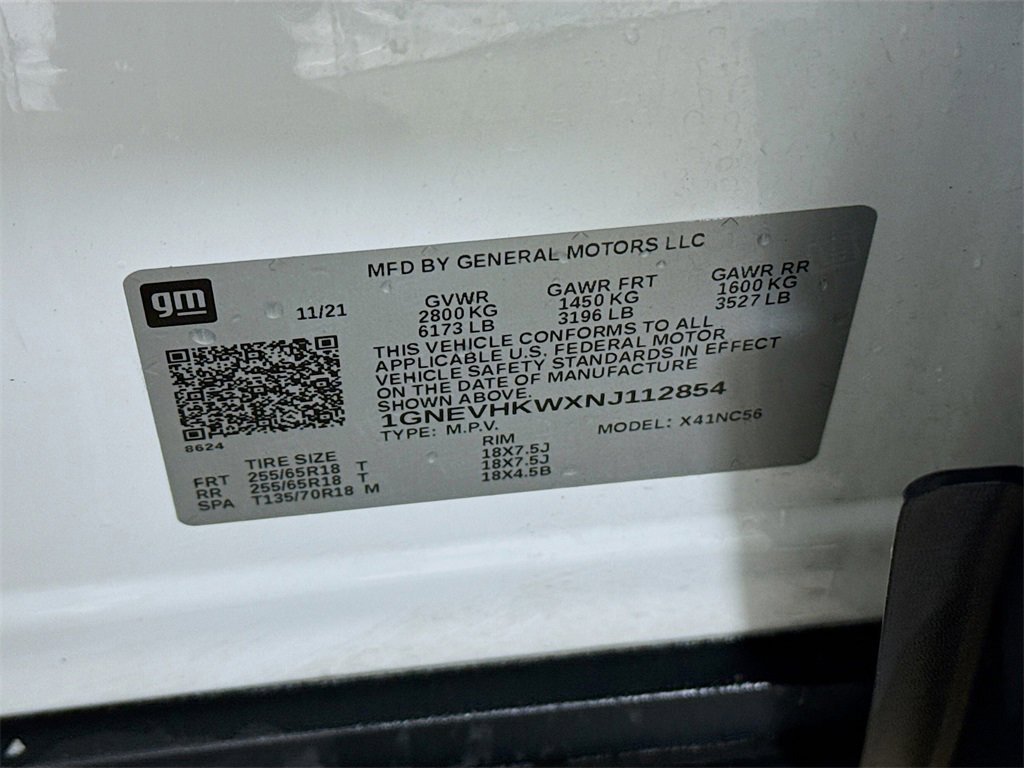 MFD BY GENERAL MOTORS LLC
gm
11/21
GVWR
2800 KG
6173 LB
GAWR FRT
1450 KG
3196 LB
GAWR RR
1600 KG
3527 LB
THIS VEHICLE CONFORMS TO ALL
APPLICABLE U.S. FEDERAL MOTOR
VEHICLE SAFETY STANDARDS IN EFFECT
ON THE DATE OF MANUFACTURE
SHOWN ABOVE.
1GNEVHKWXNJ112854
TYPE: M.P.V.
MODEL: X41NC56
8624
TIRE SIZE RIM
FRT 255/65R18 T 18X7.5J
RR 255/65R18 T 18X7.5J
SPA T135/70R18 M 18X4.5B